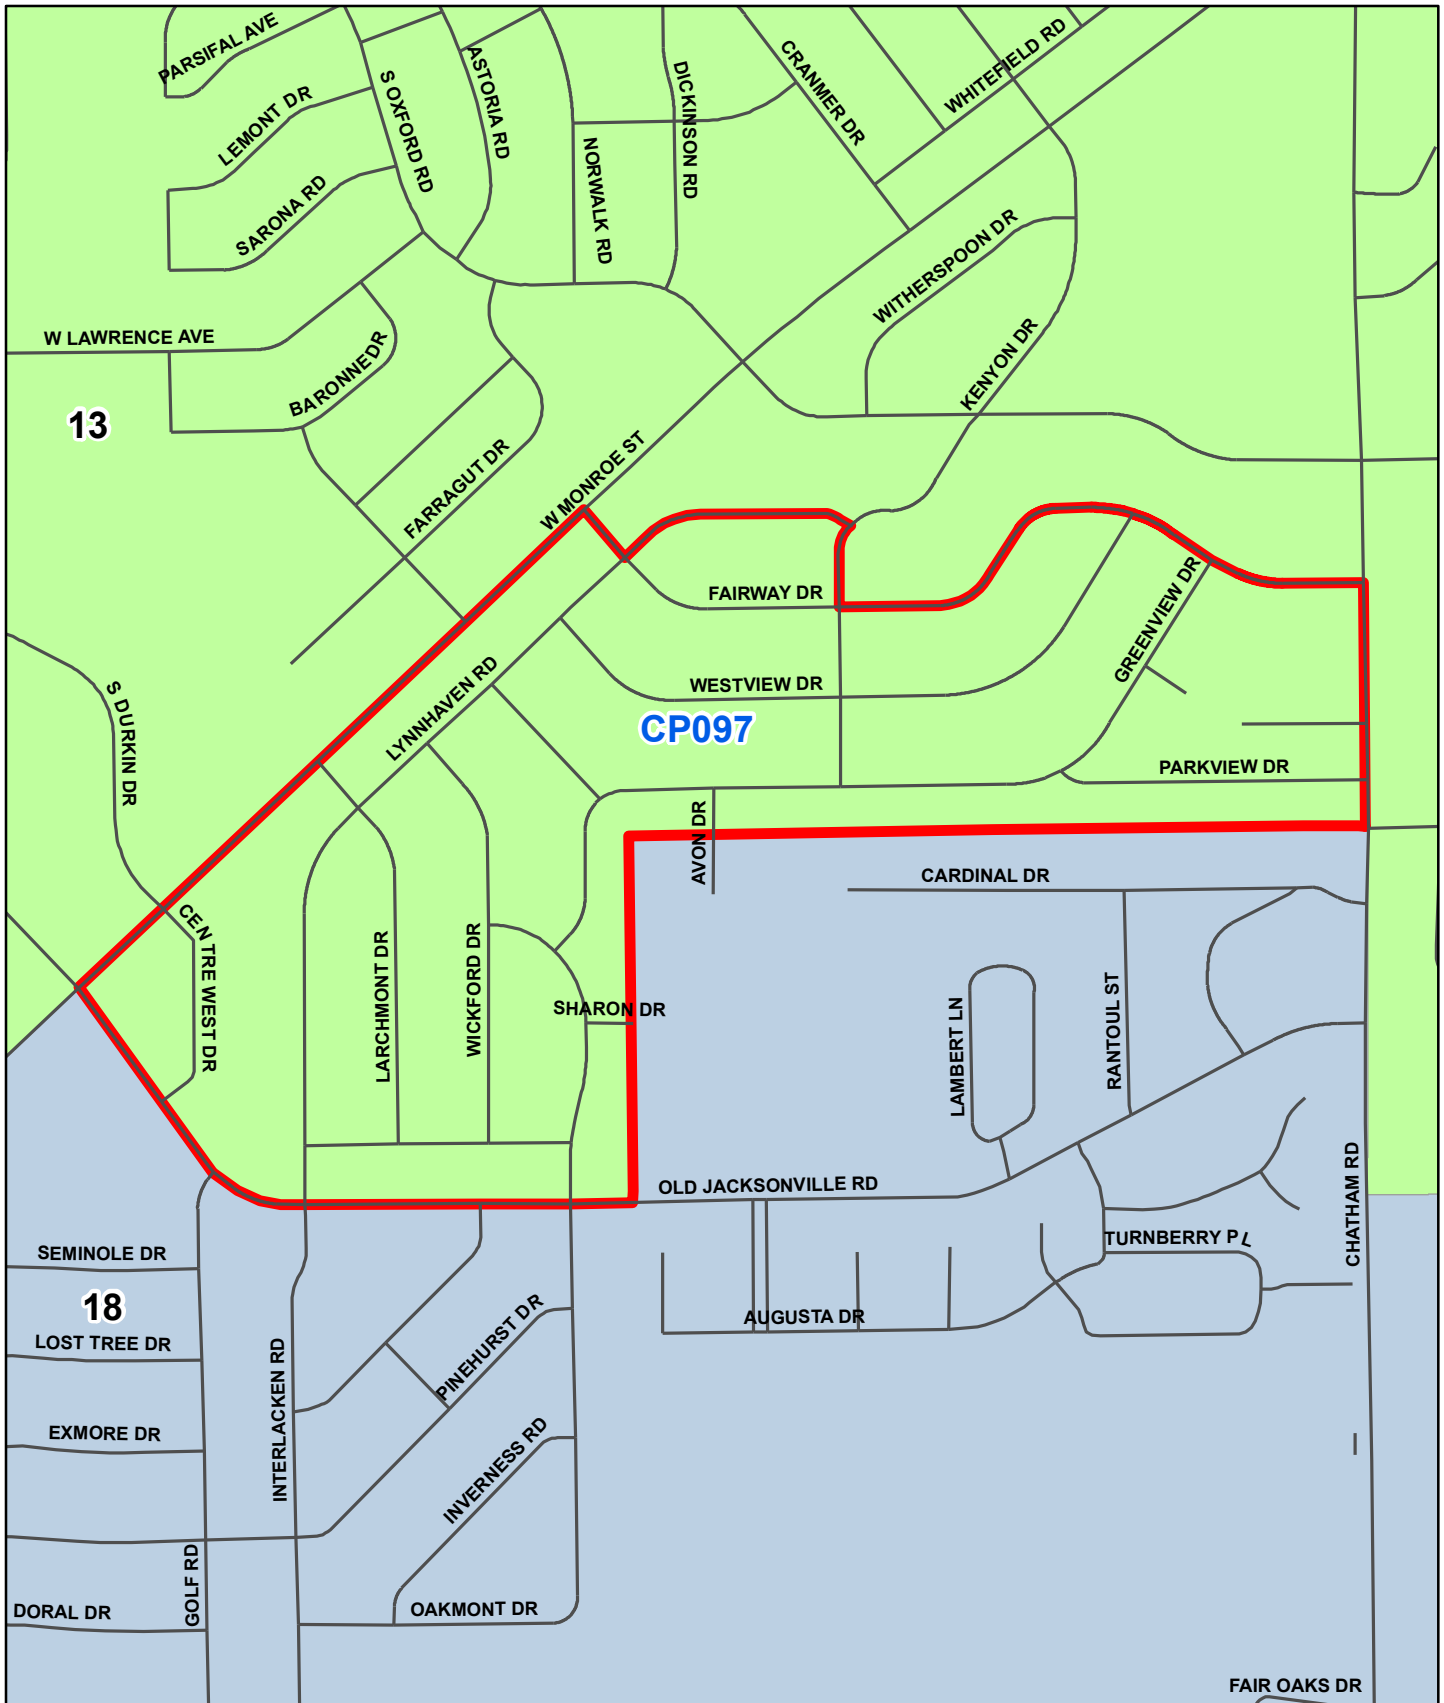 PARSIFAL AVE
LEMONT DR
S OXFORD RD
ASTORIA RD
DICKINSON RD
CRANMER DR
WHITEFIELD RD
SARONA RD
NORWALK RD
WITHERSPOON DR
W LAWRENCE AVE
BARONNE DR
KENYON DR
13
FARRAGUT DR
W MONROE ST
FAIRWAY DR
GREENVIEW DR
S DURKIN DR
LYNNHAVEN RD
WESTVIEW DR
CP097
PARKVIEW DR
AVON DR
CARDINAL DR
CEN TRE WEST DR
LARCHMONT DR
WICKFORD DR
SHARON DR
LAMBERT LN
RANTOUL ST
OLD JACKSONVILLE RD
CHATHAM RD
SEMINOLE DR
TURNBERRY PL
18
LOST TREE DR
AUGUSTA DR
INTERLACKEN RD
PINEHURST DR
EXMORE DR
INVERNESS RD
GOLF RD
DORAL DR
OAKMONT DR
FAIR OAKS DR